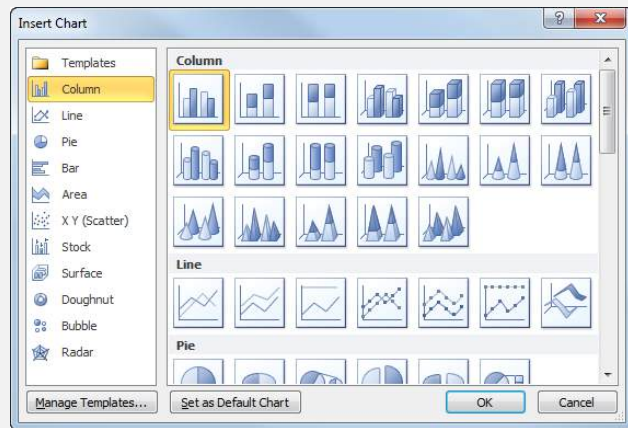 Insert Chart
Templates
Column
Line
Pie
Bar
Area
X Y (Scatter)
Stock
Surface
Doughnut
Bubble
Radar
Column
Line
Pie
Manage Templates...
Set as Default Chart
OK
Cancel